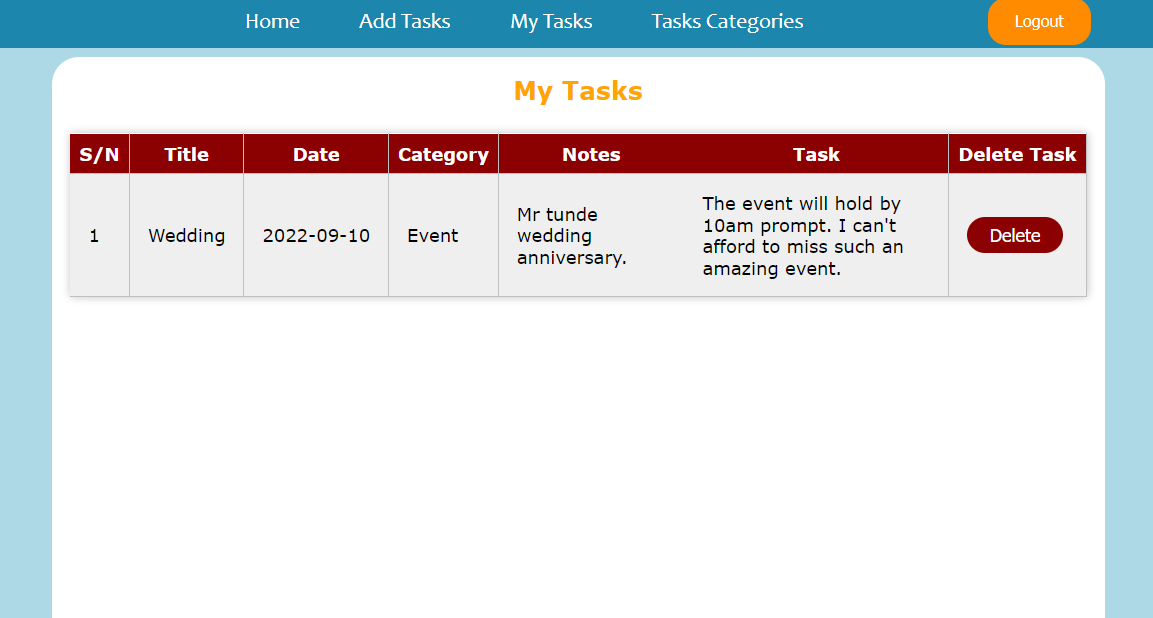 Home Add Tasks My Tasks Tasks Categories Logout
My Tasks
S/N Title Date Category Notes Task Delete Task
1 Wedding 2022-09-10 Event
Mr tunde
wedding
anniversary.
The event will hold by
10am prompt. I can't
afford to miss such an
amazing event.
Delete